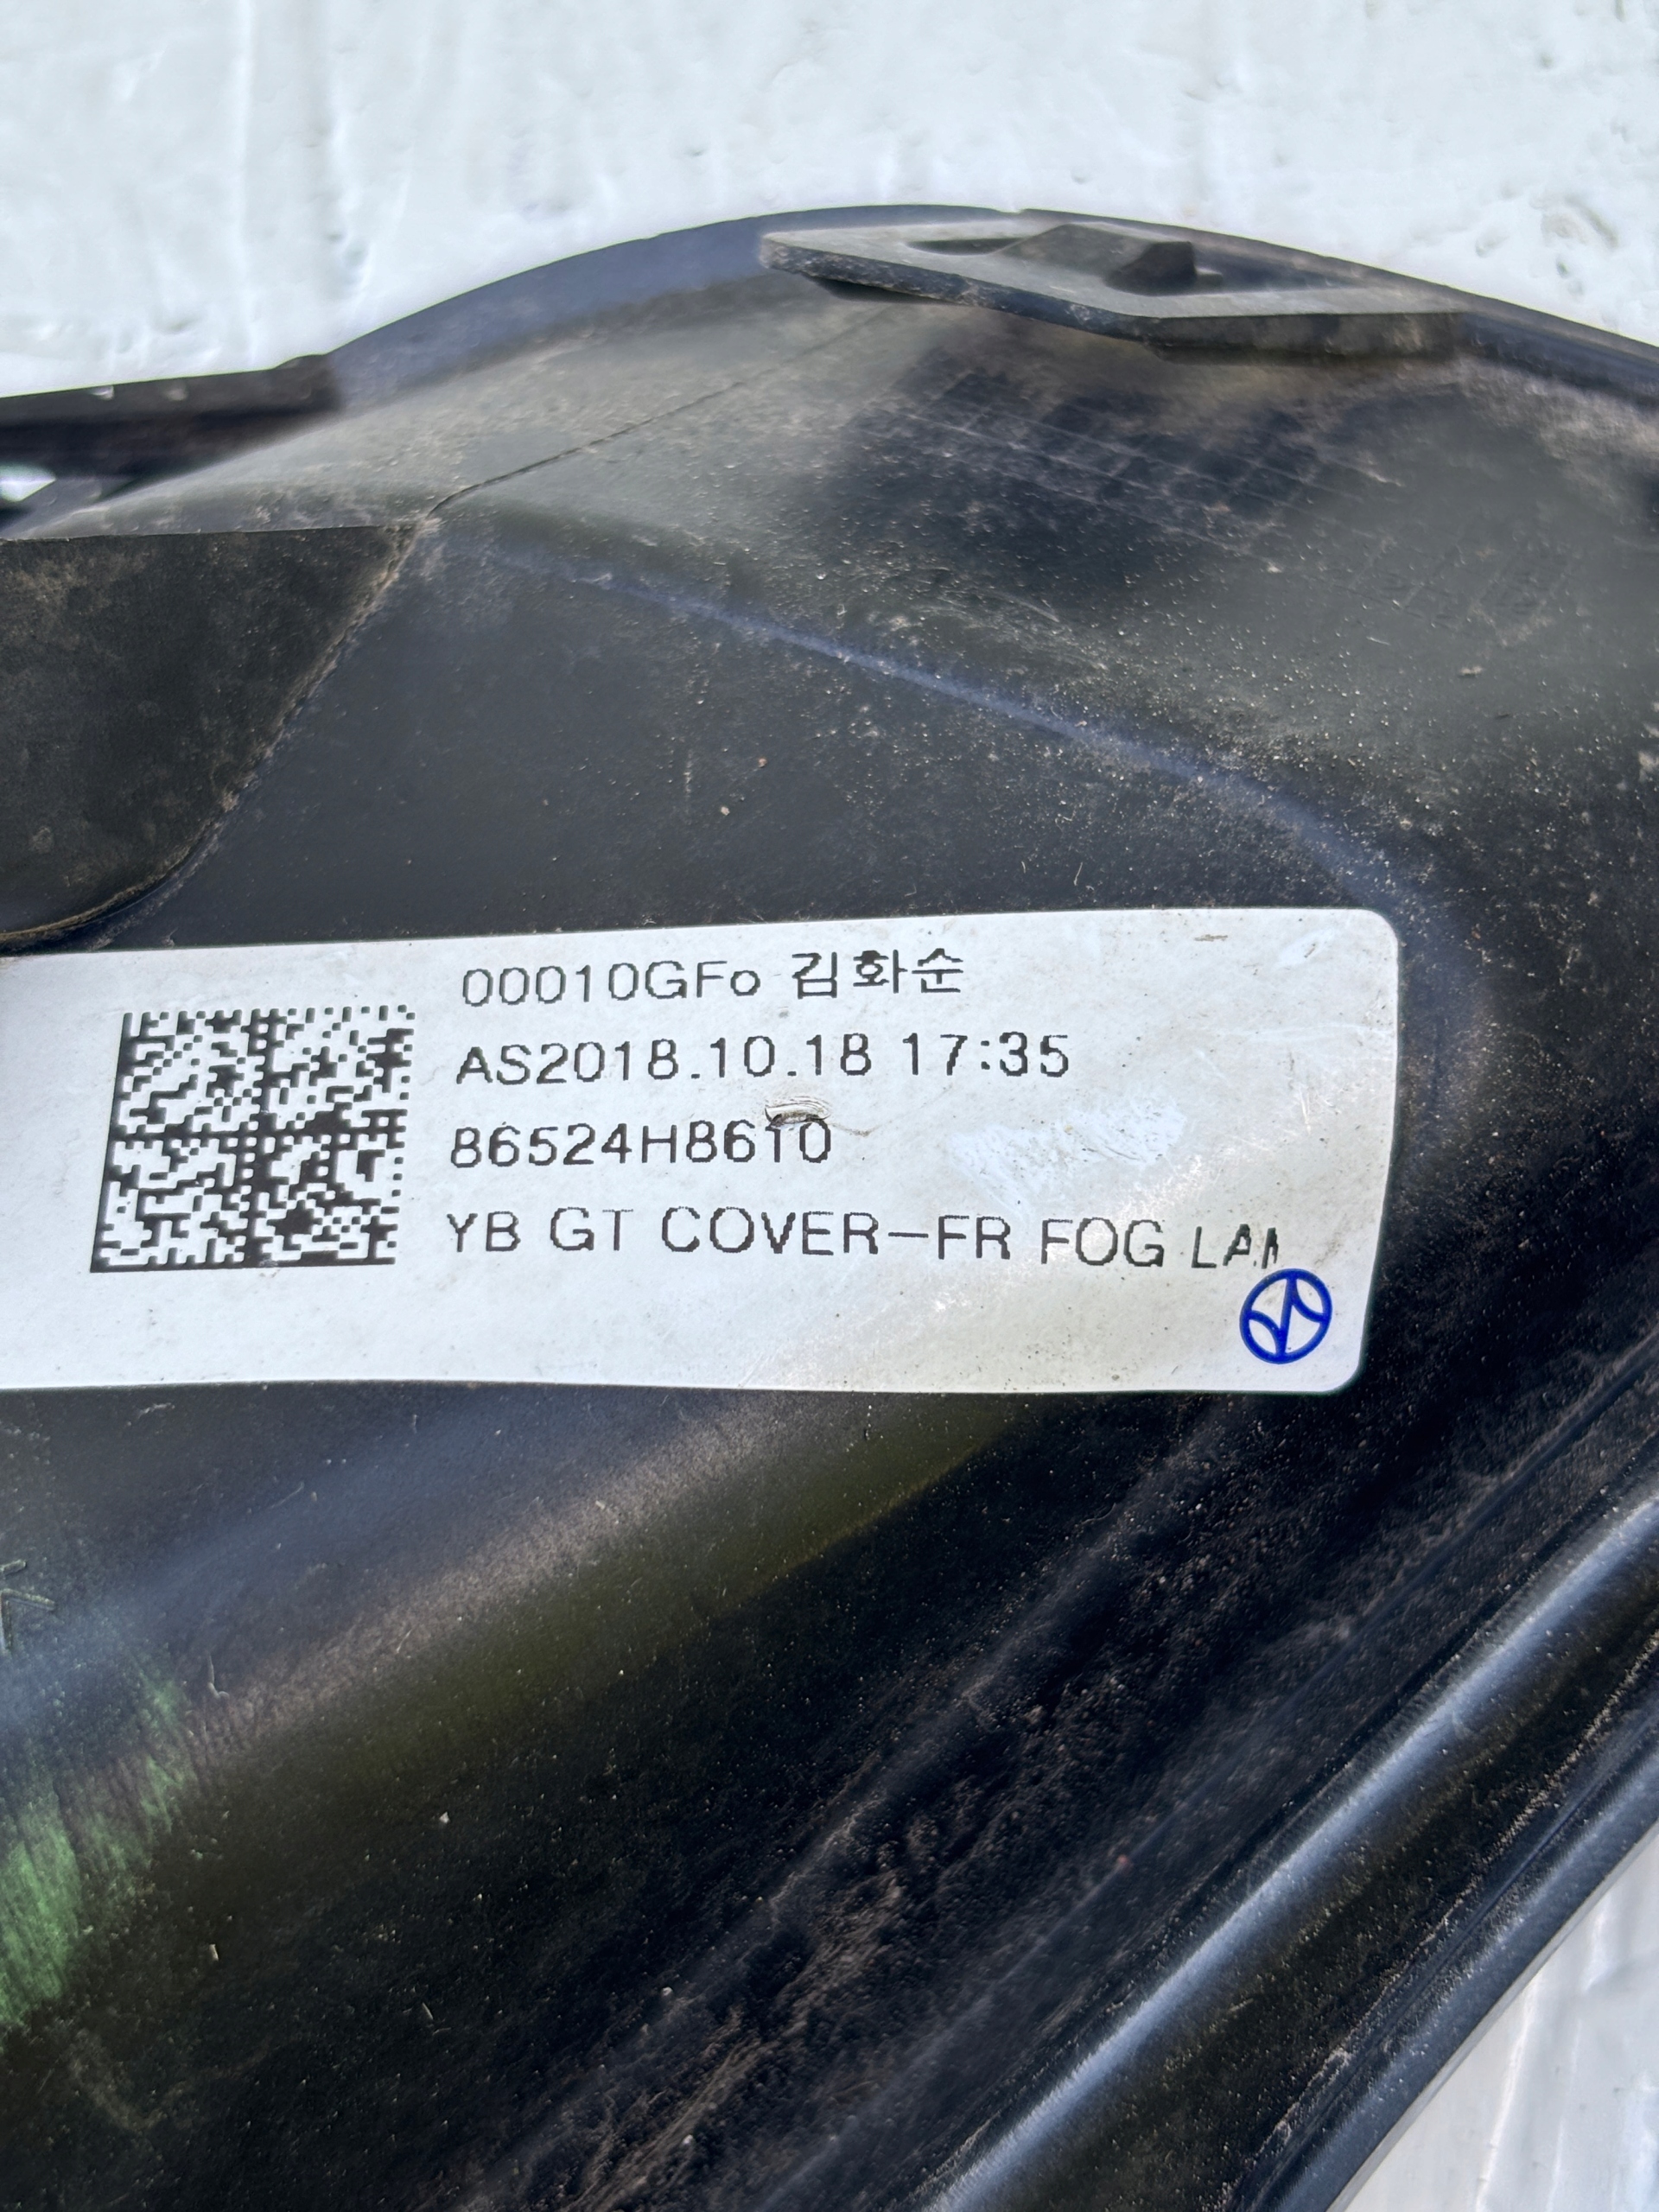 00010GFo 김화순
AS2018.10.18 17:35
86524H8610
YB GT COVER-FR FOG